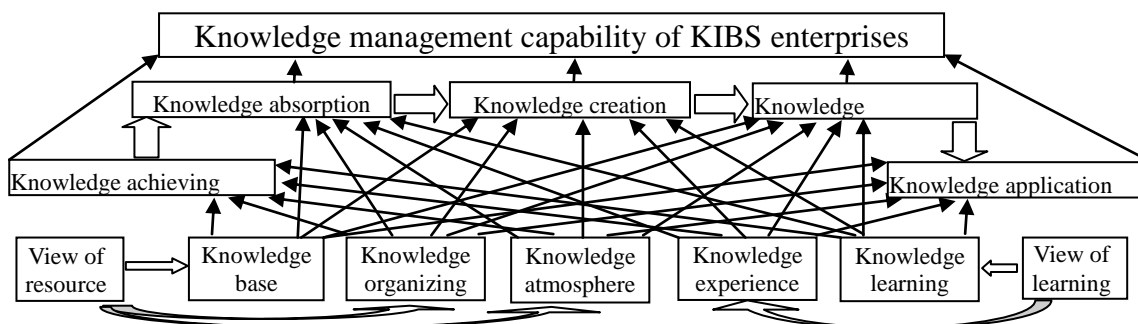 Knowledge management capability of KIBS enterprises
Knowledge absorption
Knowledge creation
Knowledge
Knowledge achieving
Knowledge application
View of
resource
Knowledge
base
Knowledge
organizing
Knowledge
atmosphere
Knowledge
experience
Knowledge
learning
View of
learning